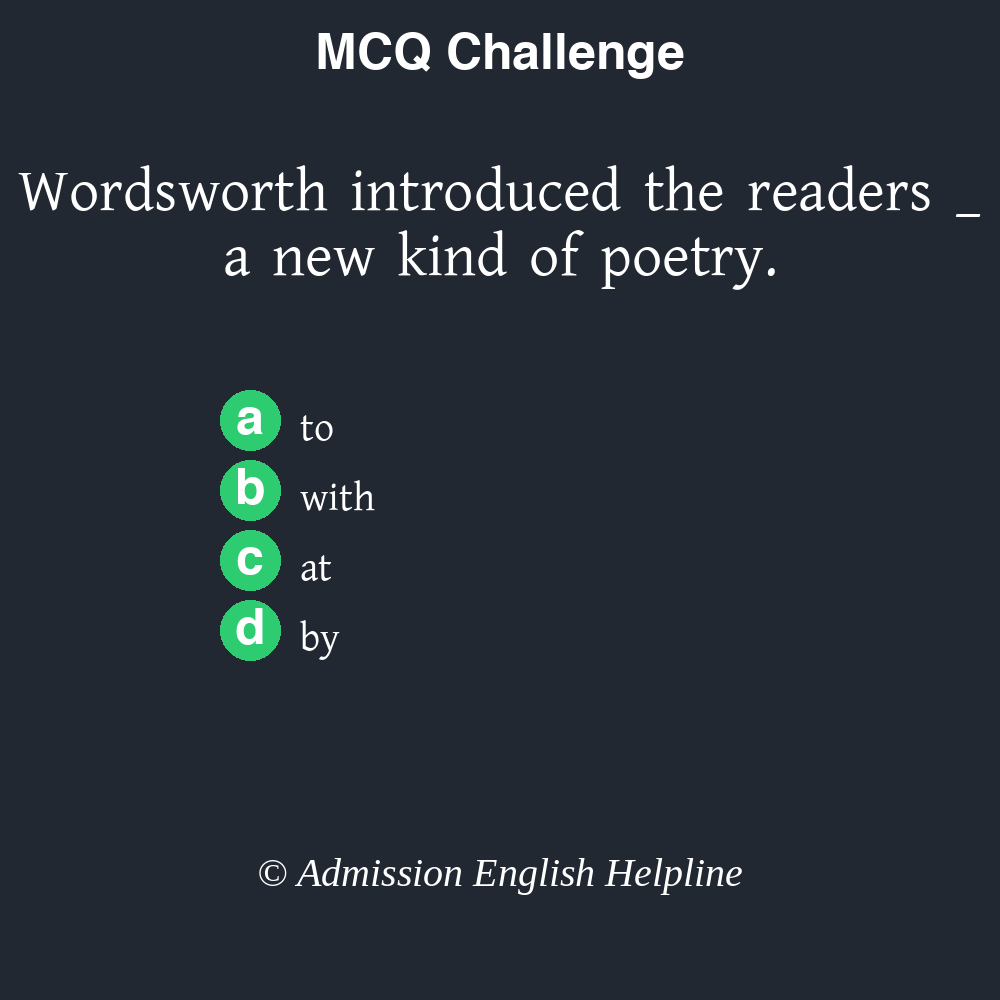 MCQ Challenge
Wordsworth introduced the readers _
a new kind of poetry.
a to
b with
c at
d by
© Admission English Helpline